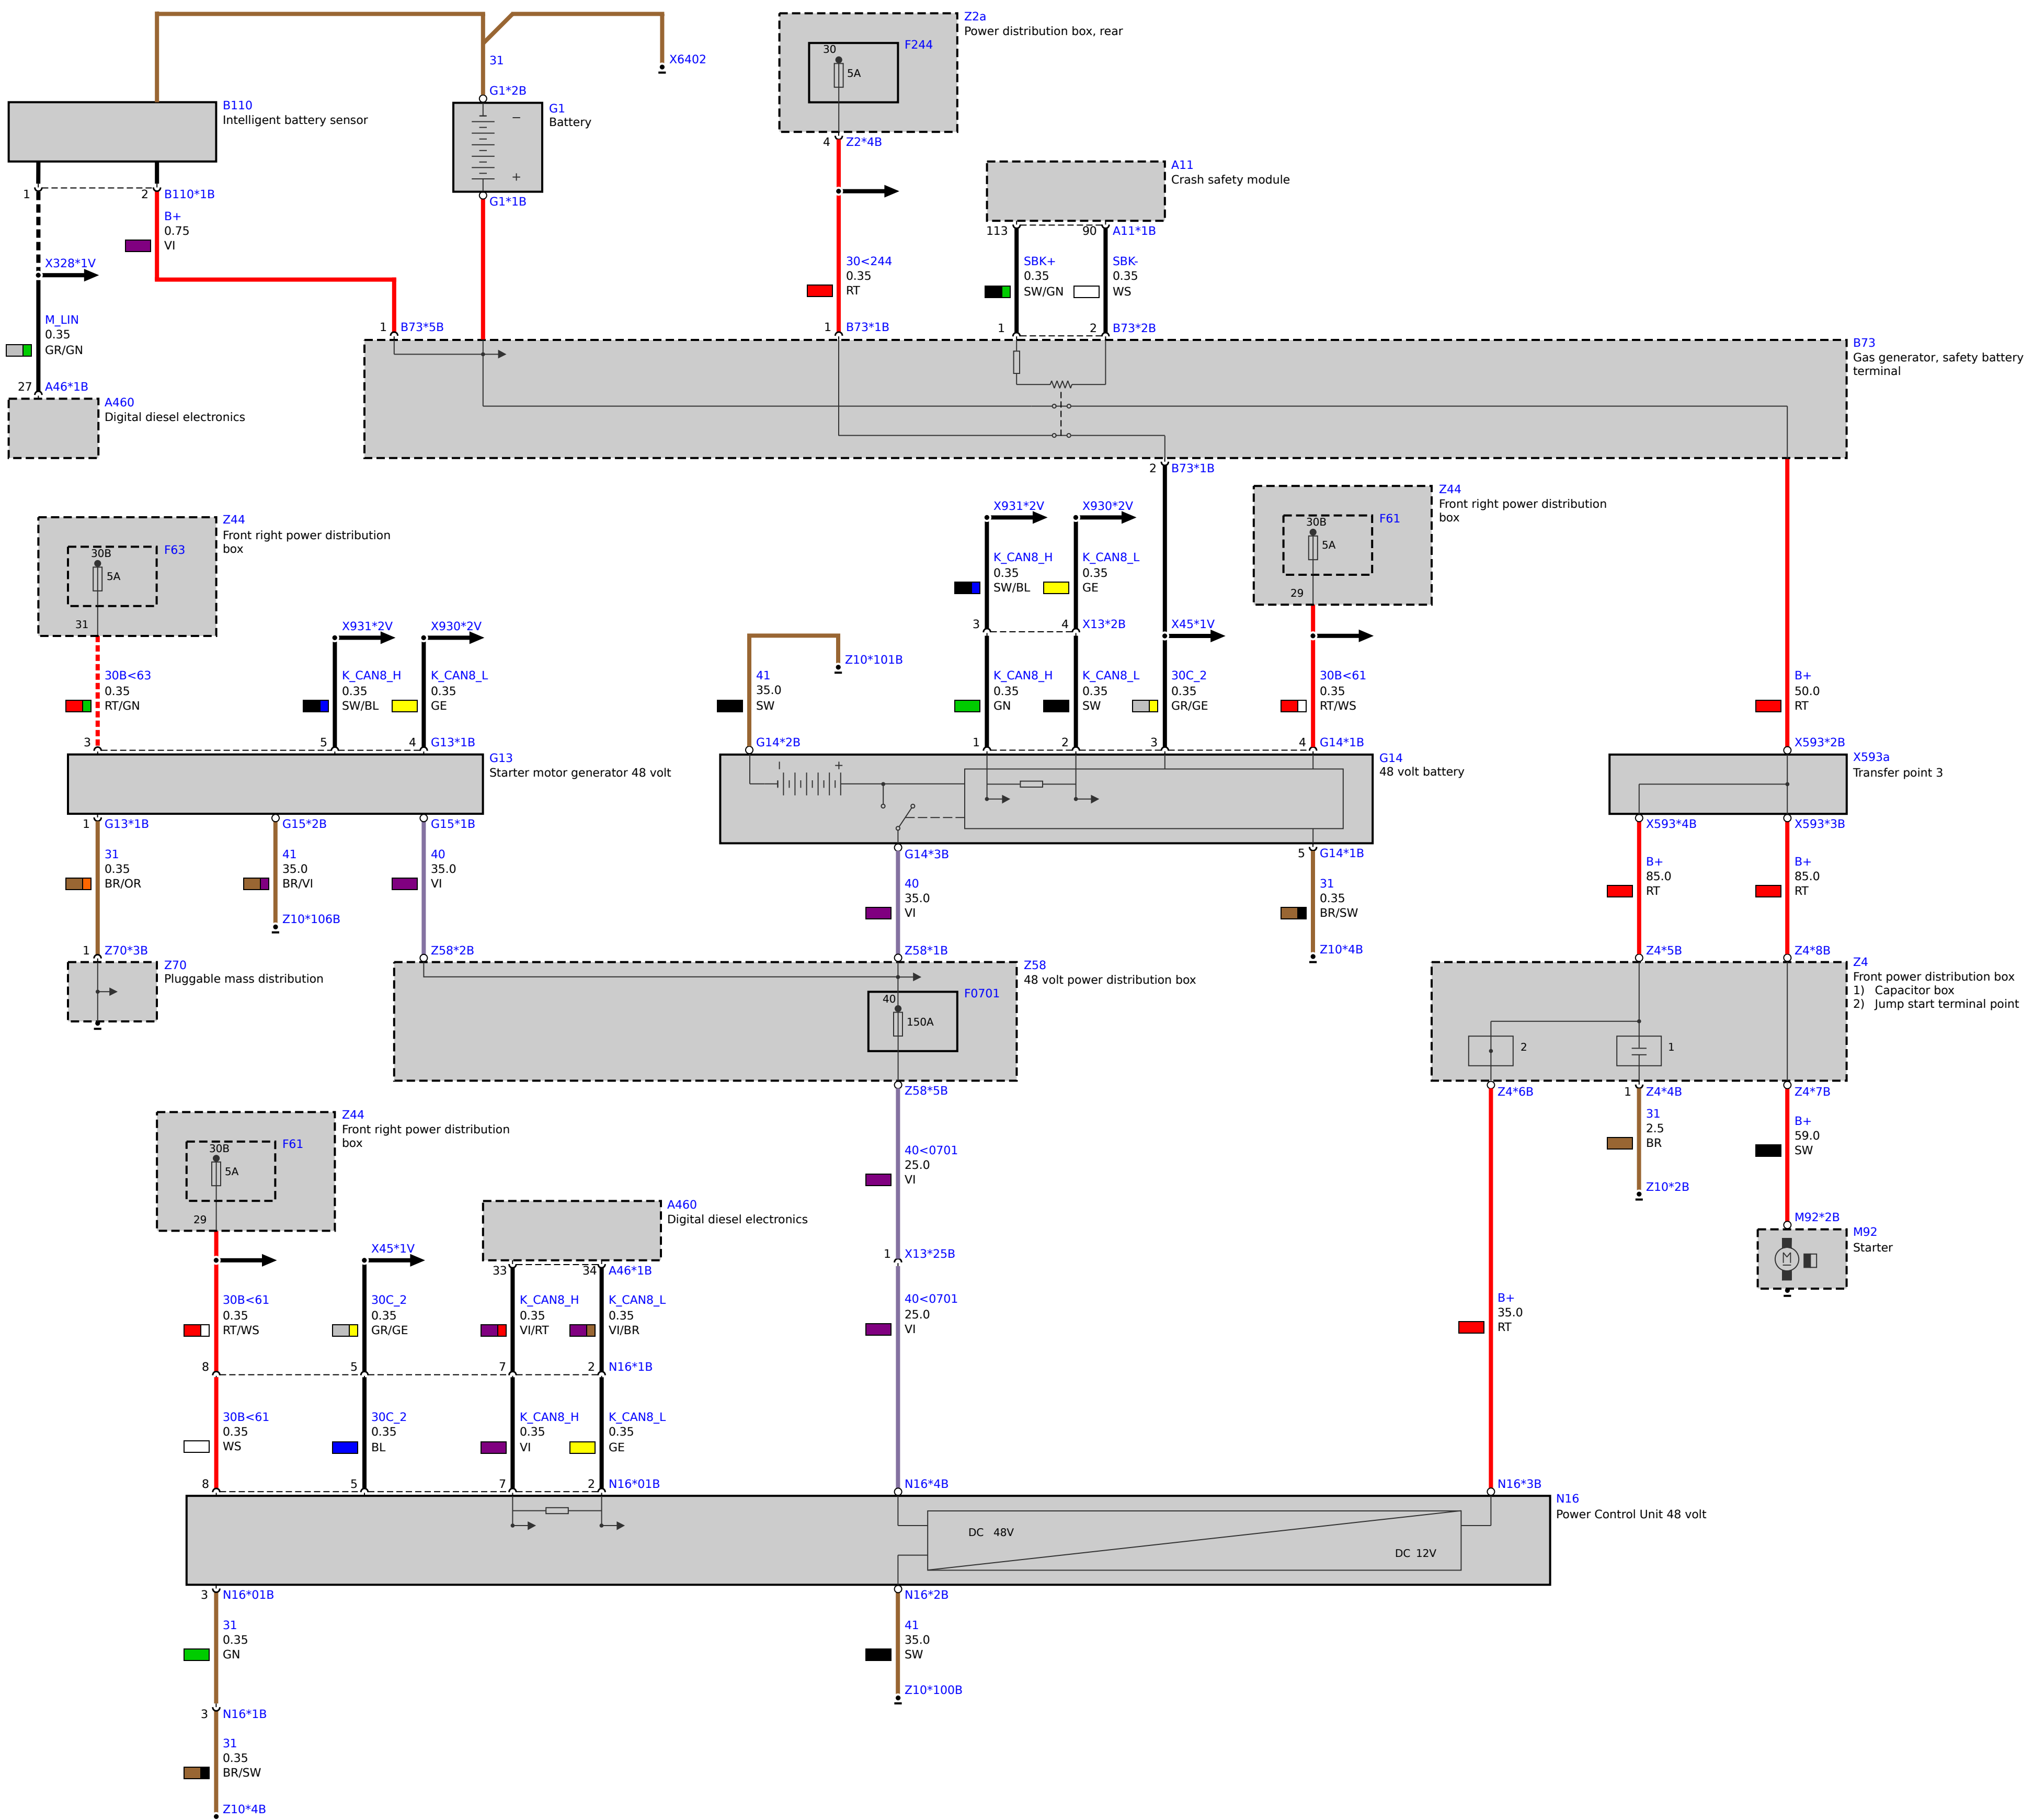 Z2a
Power distribution box, rear
30
F244
5A
31
X6402
G1*2B
B110
Intelligent battery sensor
G1
Battery
−
+
4
Z2*4B
A11
Crash safety module
1
2
B110*1B
G1*1B
B+
0.75
VI
113
90
A11*1B
X328*1V
30<244
0.35
RT
SBK+
0.35
SW/GN
SBK-
0.35
WS
M_LIN
0.35
GR/GN
1
B73*5B
1
B73*1B
1
2
B73*2B
B73
Gas generator, safety battery
terminal
27
A46*1B
A460
Digital diesel electronics
2
B73*1B
Z44
Front right power distribution
box
30B
F63
5A
31
X931*2V
X930*2V
Z44
Front right power distribution
box
30B
F61
5A
29
K_CAN8_H
0.35
SW/BL
K_CAN8_L
0.35
GE
X931*2V
X930*2V
3
4
X13*2B
X45*1V
Z10*101B
30B<63
0.35
RT/GN
K_CAN8_H
0.35
SW/BL
K_CAN8_L
0.35
GE
41
35.0
SW
K_CAN8_H
0.35
GN
K_CAN8_L
0.35
SW
30C_2
0.35
GR/GE
30B<61
0.35
RT/WS
B+
50.0
RT
3
5
4
G13*1B
G14*2B
1
2
3
4
G14*1B
X593*2B
G13
Starter motor generator 48 volt
G14
48 volt battery
−
+
X593a
Transfer point 3
1
G13*1B
G15*2B
G15*1B
G14*3B
5
G14*1B
X593*4B
X593*3B
31
0.35
BR/OR
41
35.0
BR/VI
40
35.0
VI
40
35.0
VI
31
0.35
BR/SW
B+
85.0
RT
B+
85.0
RT
Z10*106B
1
Z70*3B
Z58*2B
Z58*1B
Z10*4B
Z4*5B
Z4*8B
Z70
Pluggable mass distribution
Z58
48 volt power distribution box
40
F0701
150A
Z4
Front power distribution box
1) Capacitor box
2) Jump start terminal point
2
1
Z58*5B
Z4*6B
1
Z4*4B
Z4*7B
Z44
Front right power distribution
box
30B
F61
5A
29
31
2.5
BR
B+
59.0
SW
40<0701
25.0
VI
Z10*2B
A460
Digital diesel electronics
M92*2B
M92
Starter
M
X45*1V
1
X13*25B
33
34
A46*1B
30B<61
0.35
RT/WS
30C_2
0.35
GR/GE
K_CAN8_H
0.35
VI/RT
K_CAN8_L
0.35
VI/BR
40<0701
25.0
VI
B+
35.0
RT
8
5
7
2
N16*1B
30B<61
0.35
WS
30C_2
0.35
BL
K_CAN8_H
0.35
VI
K_CAN8_L
0.35
GE
8
5
7
2
N16*01B
N16*4B
N16*3B
N16
Power Control Unit 48 volt
DC 48V
DC 12V
3
N16*01B
N16*2B
31
0.35
GN
41
35.0
SW
Z10*100B
3
N16*1B
31
0.35
BR/SW
Z10*4B